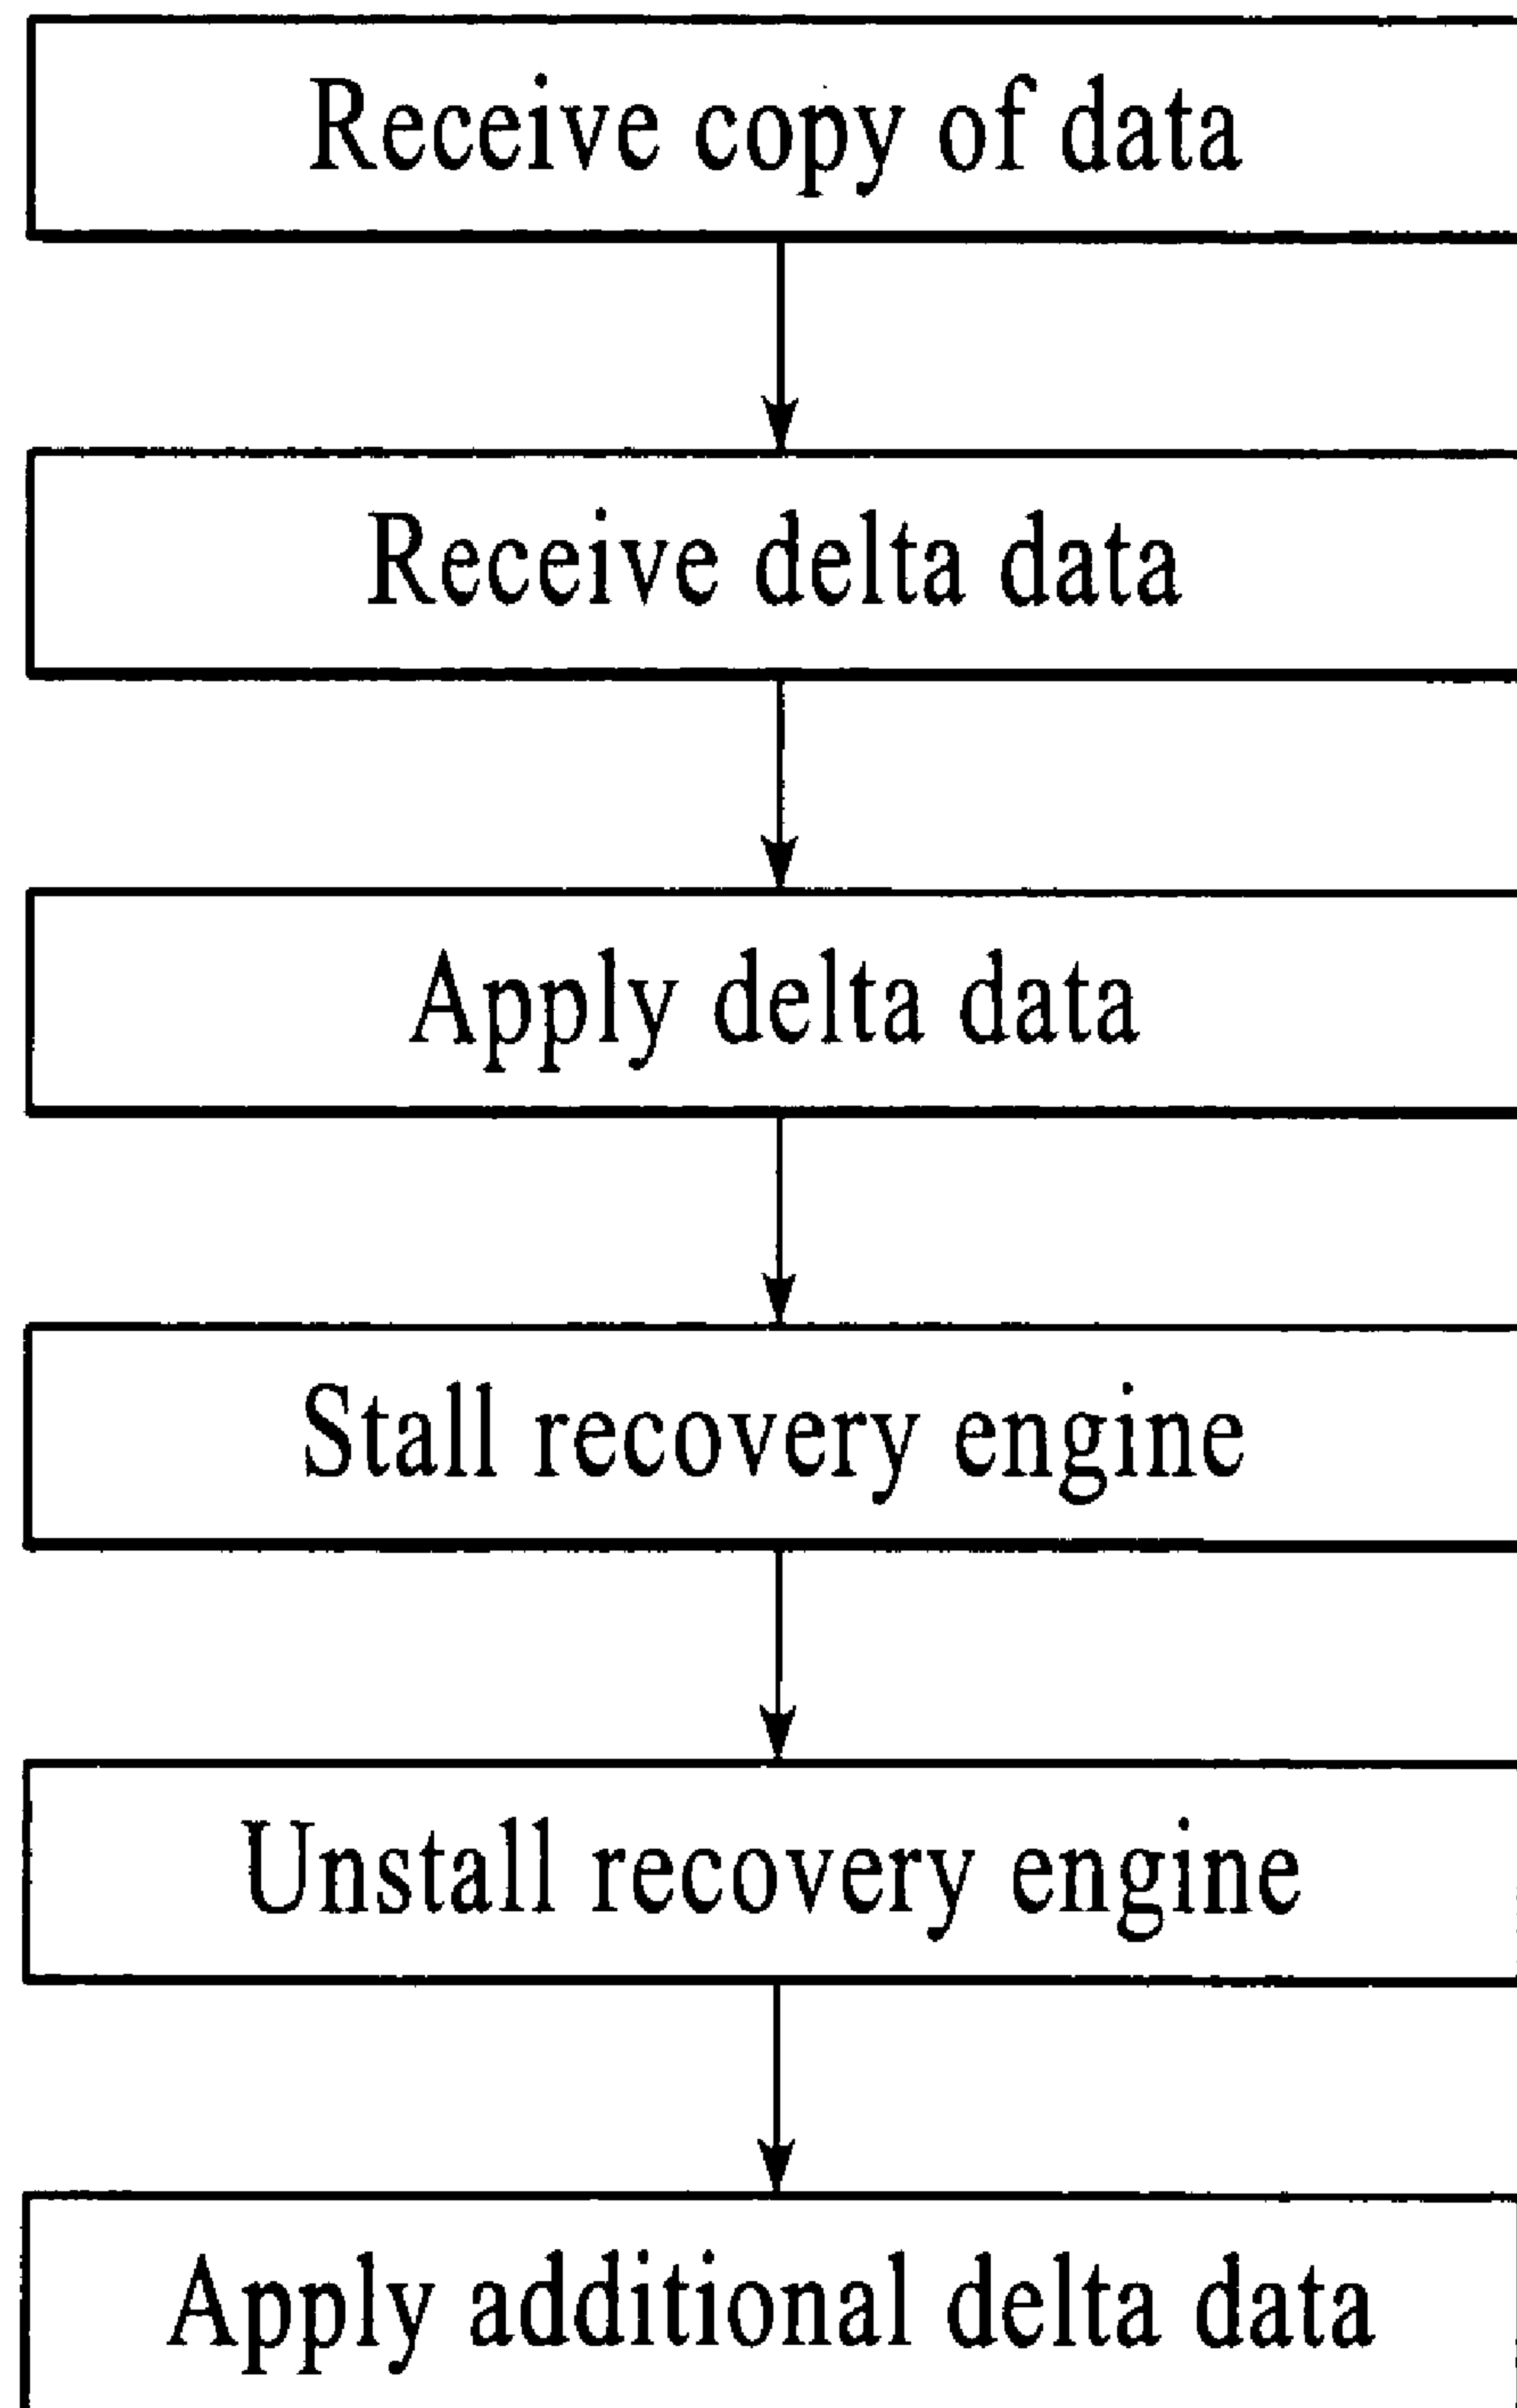 Receive copy of data
Receive delta data
Apply delta data
Stall recovery engine
Unstall recovery engine
Apply additional delta data